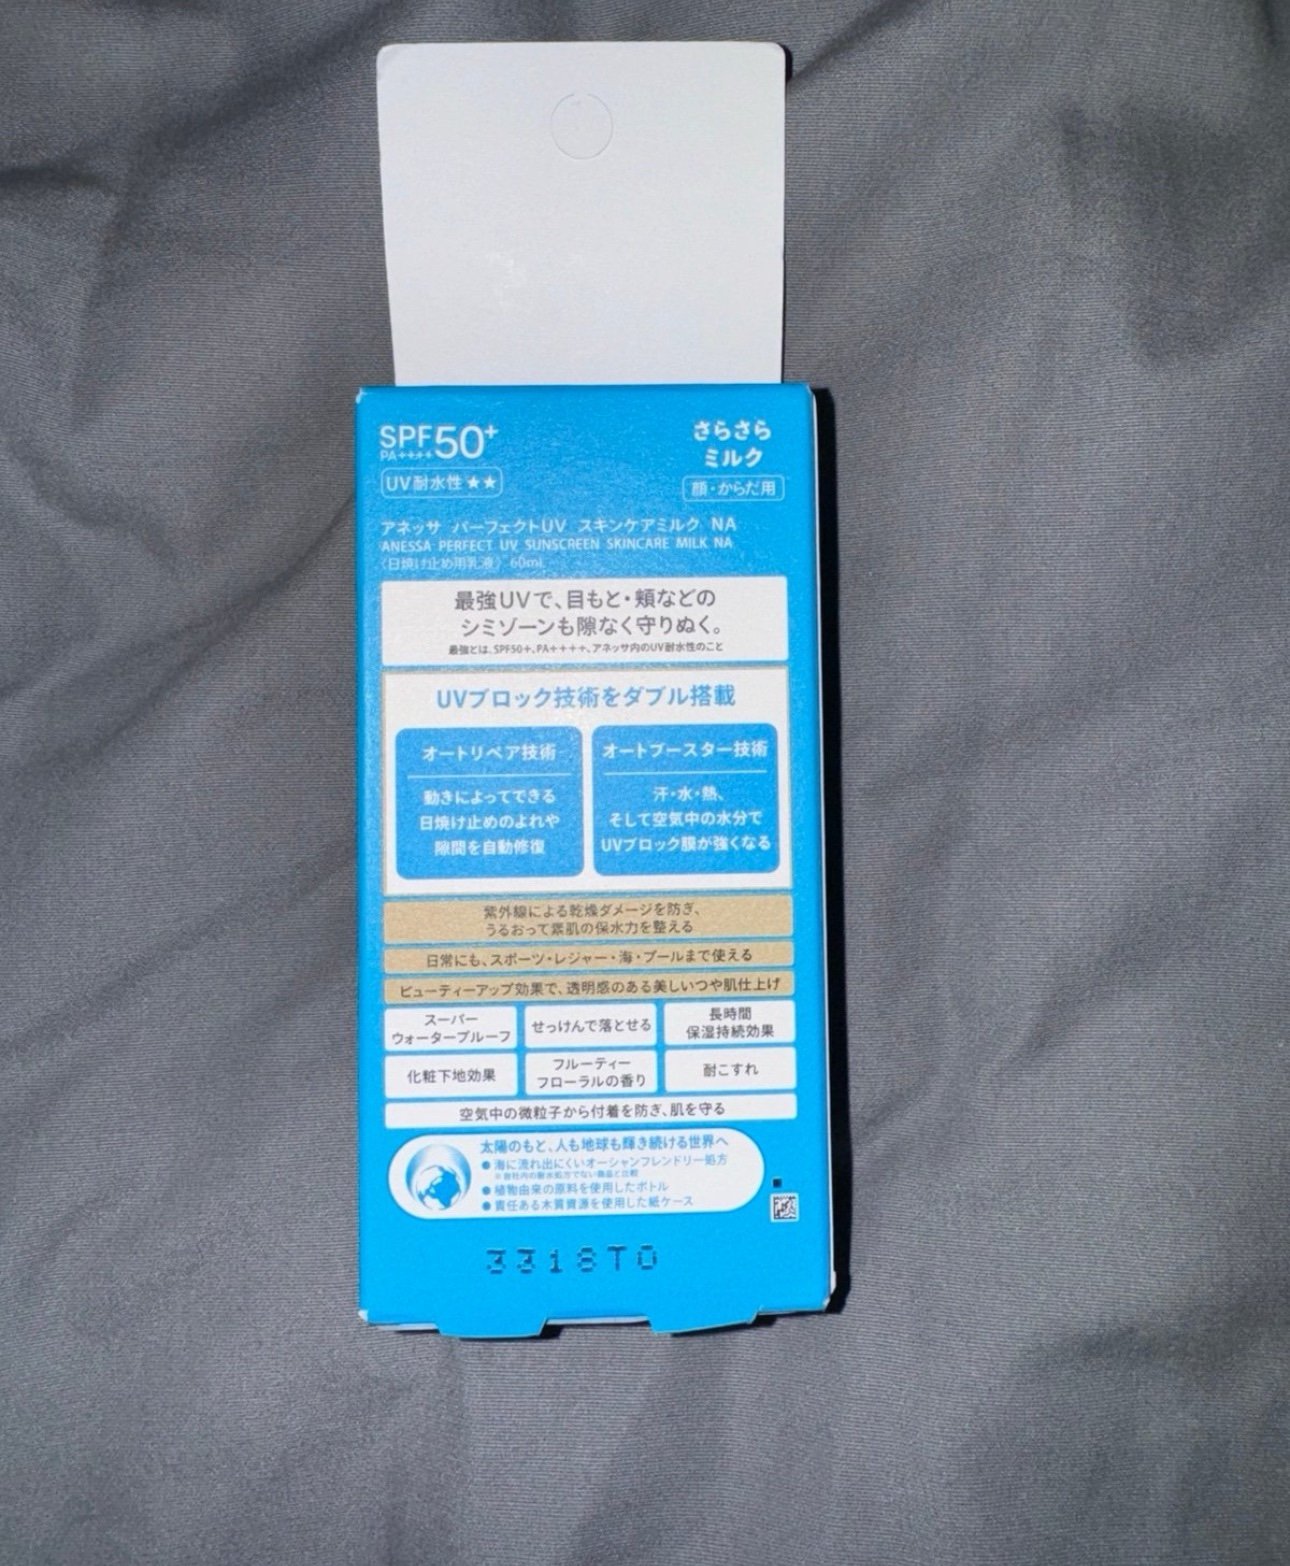 SPF50+
PA++++
UV耐水性★★
さらさら
ミルク
顔・からだ用
アネッサ パーフェクトUV スキンケアミルク NA
ANESSA PERFECT UV SUNSCREEN SKINCARE MILK NA
〈日焼け止め用乳液〉 60mL
最強UVで、目もと・頬などの
シミゾーンも隙なく守りぬく。
最強とは、SPF50+、PA++++、アネッサ内のUV耐水性のこと
UVブロック技術をダブル搭載
オートリペア技術
動きによってできる
日焼け止めのよれや
隙間を自動修復
オートブースター技術
汗・水・熱、
そして空気中の水分で
UVブロック膜が強くなる
紫外線による乾燥ダメージを防ぎ、
うるおって素肌の保水力を整える
日常にも、スポーツ・レジャー・海・プールまで使える
ビューティーアップ効果で、透明感のある美しいつや肌仕上げ
スーパー
ウォータープルーフ
せっけんで落とせる
長時間
保湿持続効果
化粧下地効果
フルーティー
フローラルの香り
耐こすれ
空気中の微粒子から付着を防ぎ、肌を守る
太陽のもと、人も地球も輝き続ける世界へ
●海に流れ出にくいオーシャンフレンドリー処方
※自社内の耐水処方でない商品と比較
●植物由来の原料を使用したボトル
●責任ある木質資源を使用した紙ケース
3318T0